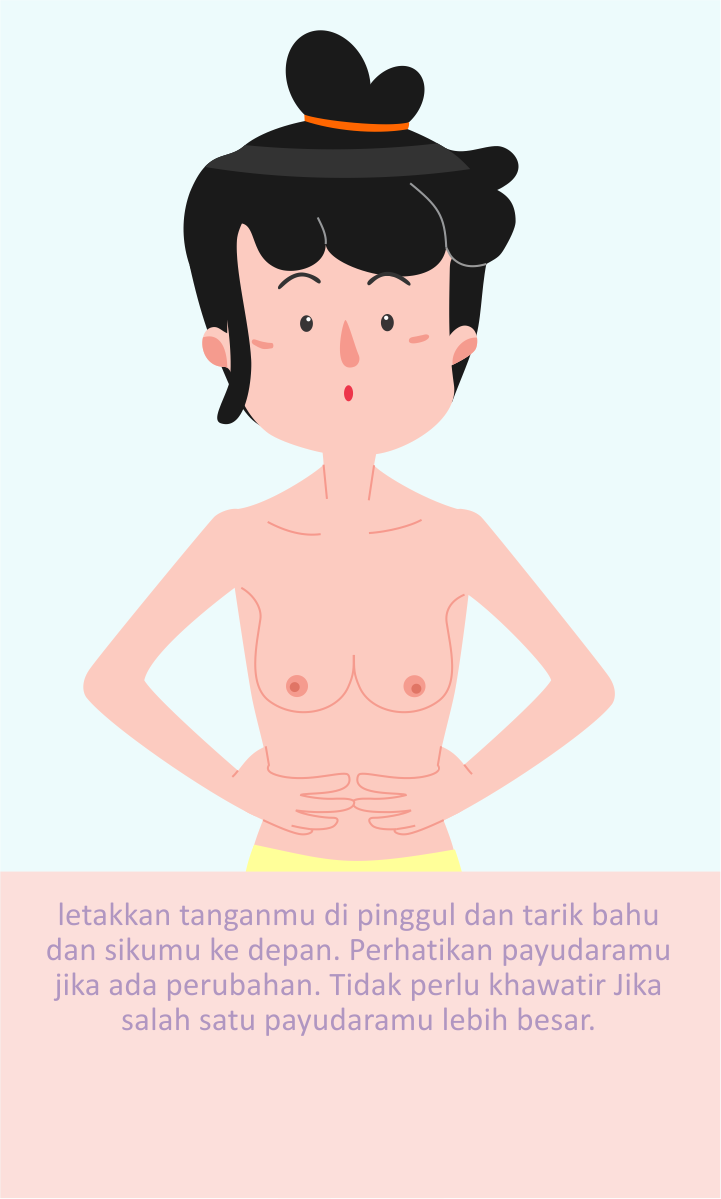 letakkan tanganmu di pinggul dan tarik bahu
dan sikumu ke depan. Perhatikan payudaramu
jika ada perubahan. Tidak perlu khawatir Jika
salah satu payudaramu lebih besar.